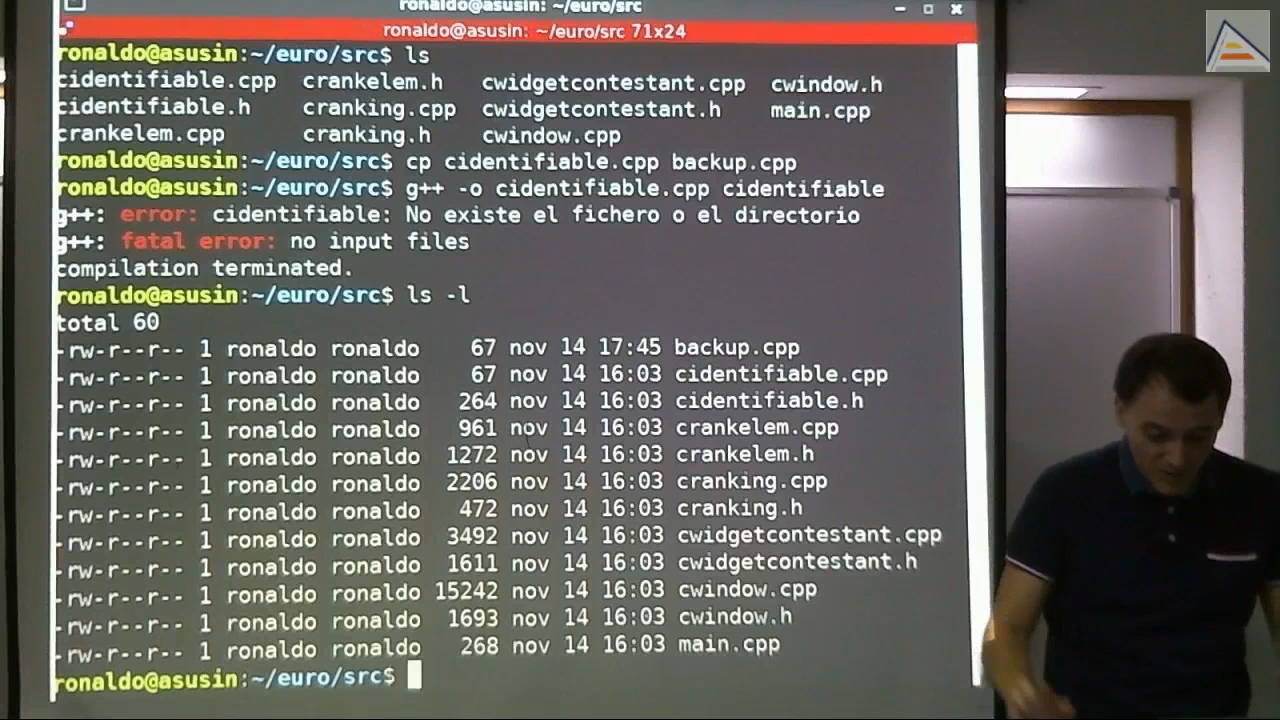 ronaldo@asusin: ~/euro/src
ronaldo@asusin: ~/euro/src 71x24
ronaldo@asusin:~/euro/src$ ls
cidentifiable.cpp crankelem.h cwidgetcontestant.cpp cwindow.h
cidentifiable.h cranking.cpp cwidgetcontestant.h main.cpp
crankelem.cpp cranking.h cwindow.cpp
ronaldo@asusin:~/euro/src$ cp cidentifiable.cpp backup.cpp
ronaldo@asusin:~/euro/src$ g++ -o cidentifiable.cpp cidentifiable
g++: error: cidentifiable: No existe el fichero o el directorio
g++: fatal error: no input files
compilation terminated.
ronaldo@asusin:~/euro/src$ ls -l
total 60
-rw-r--r-- 1 ronaldo ronaldo 67 nov 14 17:45 backup.cpp
-rw-r--r-- 1 ronaldo ronaldo 67 nov 14 16:03 cidentifiable.cpp
-rw-r--r-- 1 ronaldo ronaldo 264 nov 14 16:03 cidentifiable.h
-rw-r--r-- 1 ronaldo ronaldo 961 nov 14 16:03 crankelem.cpp
-rw-r--r-- 1 ronaldo ronaldo 1272 nov 14 16:03 crankelem.h
-rw-r--r-- 1 ronaldo ronaldo 2206 nov 14 16:03 cranking.cpp
-rw-r--r-- 1 ronaldo ronaldo 472 nov 14 16:03 cranking.h
-rw-r--r-- 1 ronaldo ronaldo 3492 nov 14 16:03 cwidgetcontestant.cpp
-rw-r--r-- 1 ronaldo ronaldo 1611 nov 14 16:03 cwidgetcontestant.h
-rw-r--r-- 1 ronaldo ronaldo 15242 nov 14 16:03 cwindow.cpp
-rw-r--r-- 1 ronaldo ronaldo 1693 nov 14 16:03 cwindow.h
-rw-r--r-- 1 ronaldo ronaldo 268 nov 14 16:03 main.cpp
ronaldo@asusin:~/euro/src$